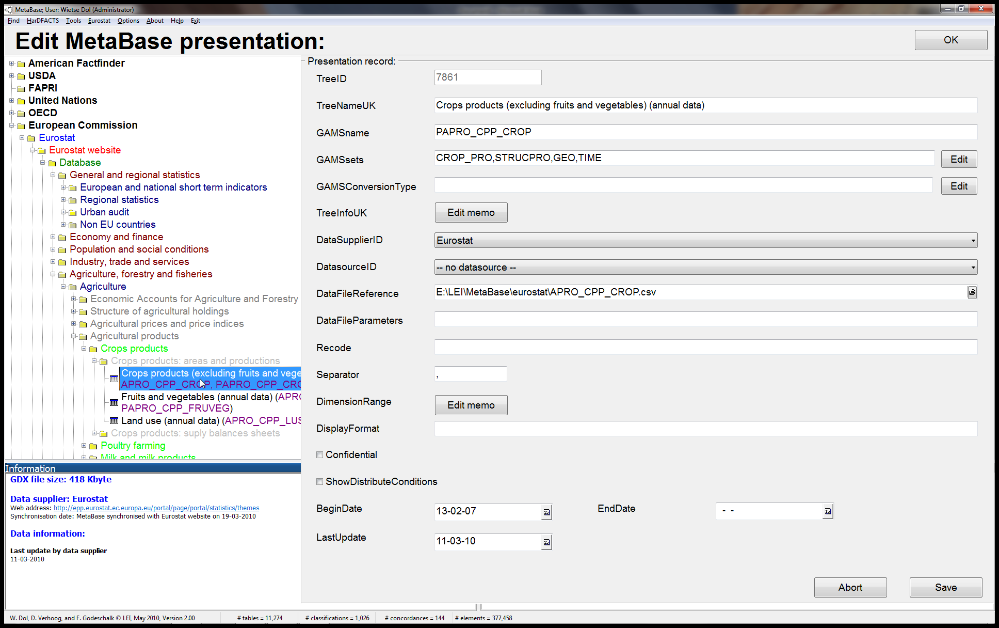 MetaBase; User: Wietse Dol (Administrator)
Find HarDFACTS Tools Eurostat Options About Help Exit
Edit MetaBase presentation:
OK
American Factfinder
USDA
FAPRI
United Nations
OECD
European Commission
Eurostat
Eurostat website
Database
General and regional statistics
European and national short term indicators
Regional statistics
Urban audit
Non EU countries
Economy and finance
Population and social conditions
Industry, trade and services
Agriculture, forestry and fisheries
Agriculture
Economic Accounts for Agriculture and Forestry
Structure of agricultural holdings
Agricultural prices and price indices
Agricultural products
Crops products
Crops products: areas and productions
Crops products (excluding fruits and vege
APRO_CPP_CROP, PAPRO_CPP_CRO
Fruits and vegetables (annual data) (APRO
PAPRO_CPP_FRUVEG)
Land use (annual data) (APRO_CPP_LUS
Crops products: suply balances sheets
Poultry farming
Milk and milk products
Information
GDX file size: 418 Kbyte
Data supplier: Eurostat
Web address: http://epp.eurostat.ec.europa.eu/portal/page/portal/statistics/themes
Synchronisation date: MetaBase synchronised with Eurostat website on 19-03-2010
Data information:
Last update by data supplier
11-03-2010
Presentation record:
TreeID 7861
TreeNameUK Crops products (excluding fruits and vegetables) (annual data)
GAMSname PAPRO_CPP_CROP
GAMSsets CROP_PRO,STRUCPRO,GEO,TIME Edit
GAMSConversionType Edit
TreeInfoUK Edit memo
DataSupplierID Eurostat
DatasourceID -- no datasource --
DataFileReference E:\LEI\MetaBase\eurostat\APRO_CPP_CROP.csv
DataFileParameters
Recode
Separator ,
DimensionRange Edit memo
DisplayFormat
Confidential
ShowDistributeConditions
BeginDate 13-02-07 15 EndDate - - 15
LastUpdate 11-03-10 15
Abort Save
W. Dol, D. Verhoog, and F. Godeschalk © LEI, May 2010, Version 2.00 # tables = 11,274 # classifications = 1,026 # concordances = 144 # elements = 377,458